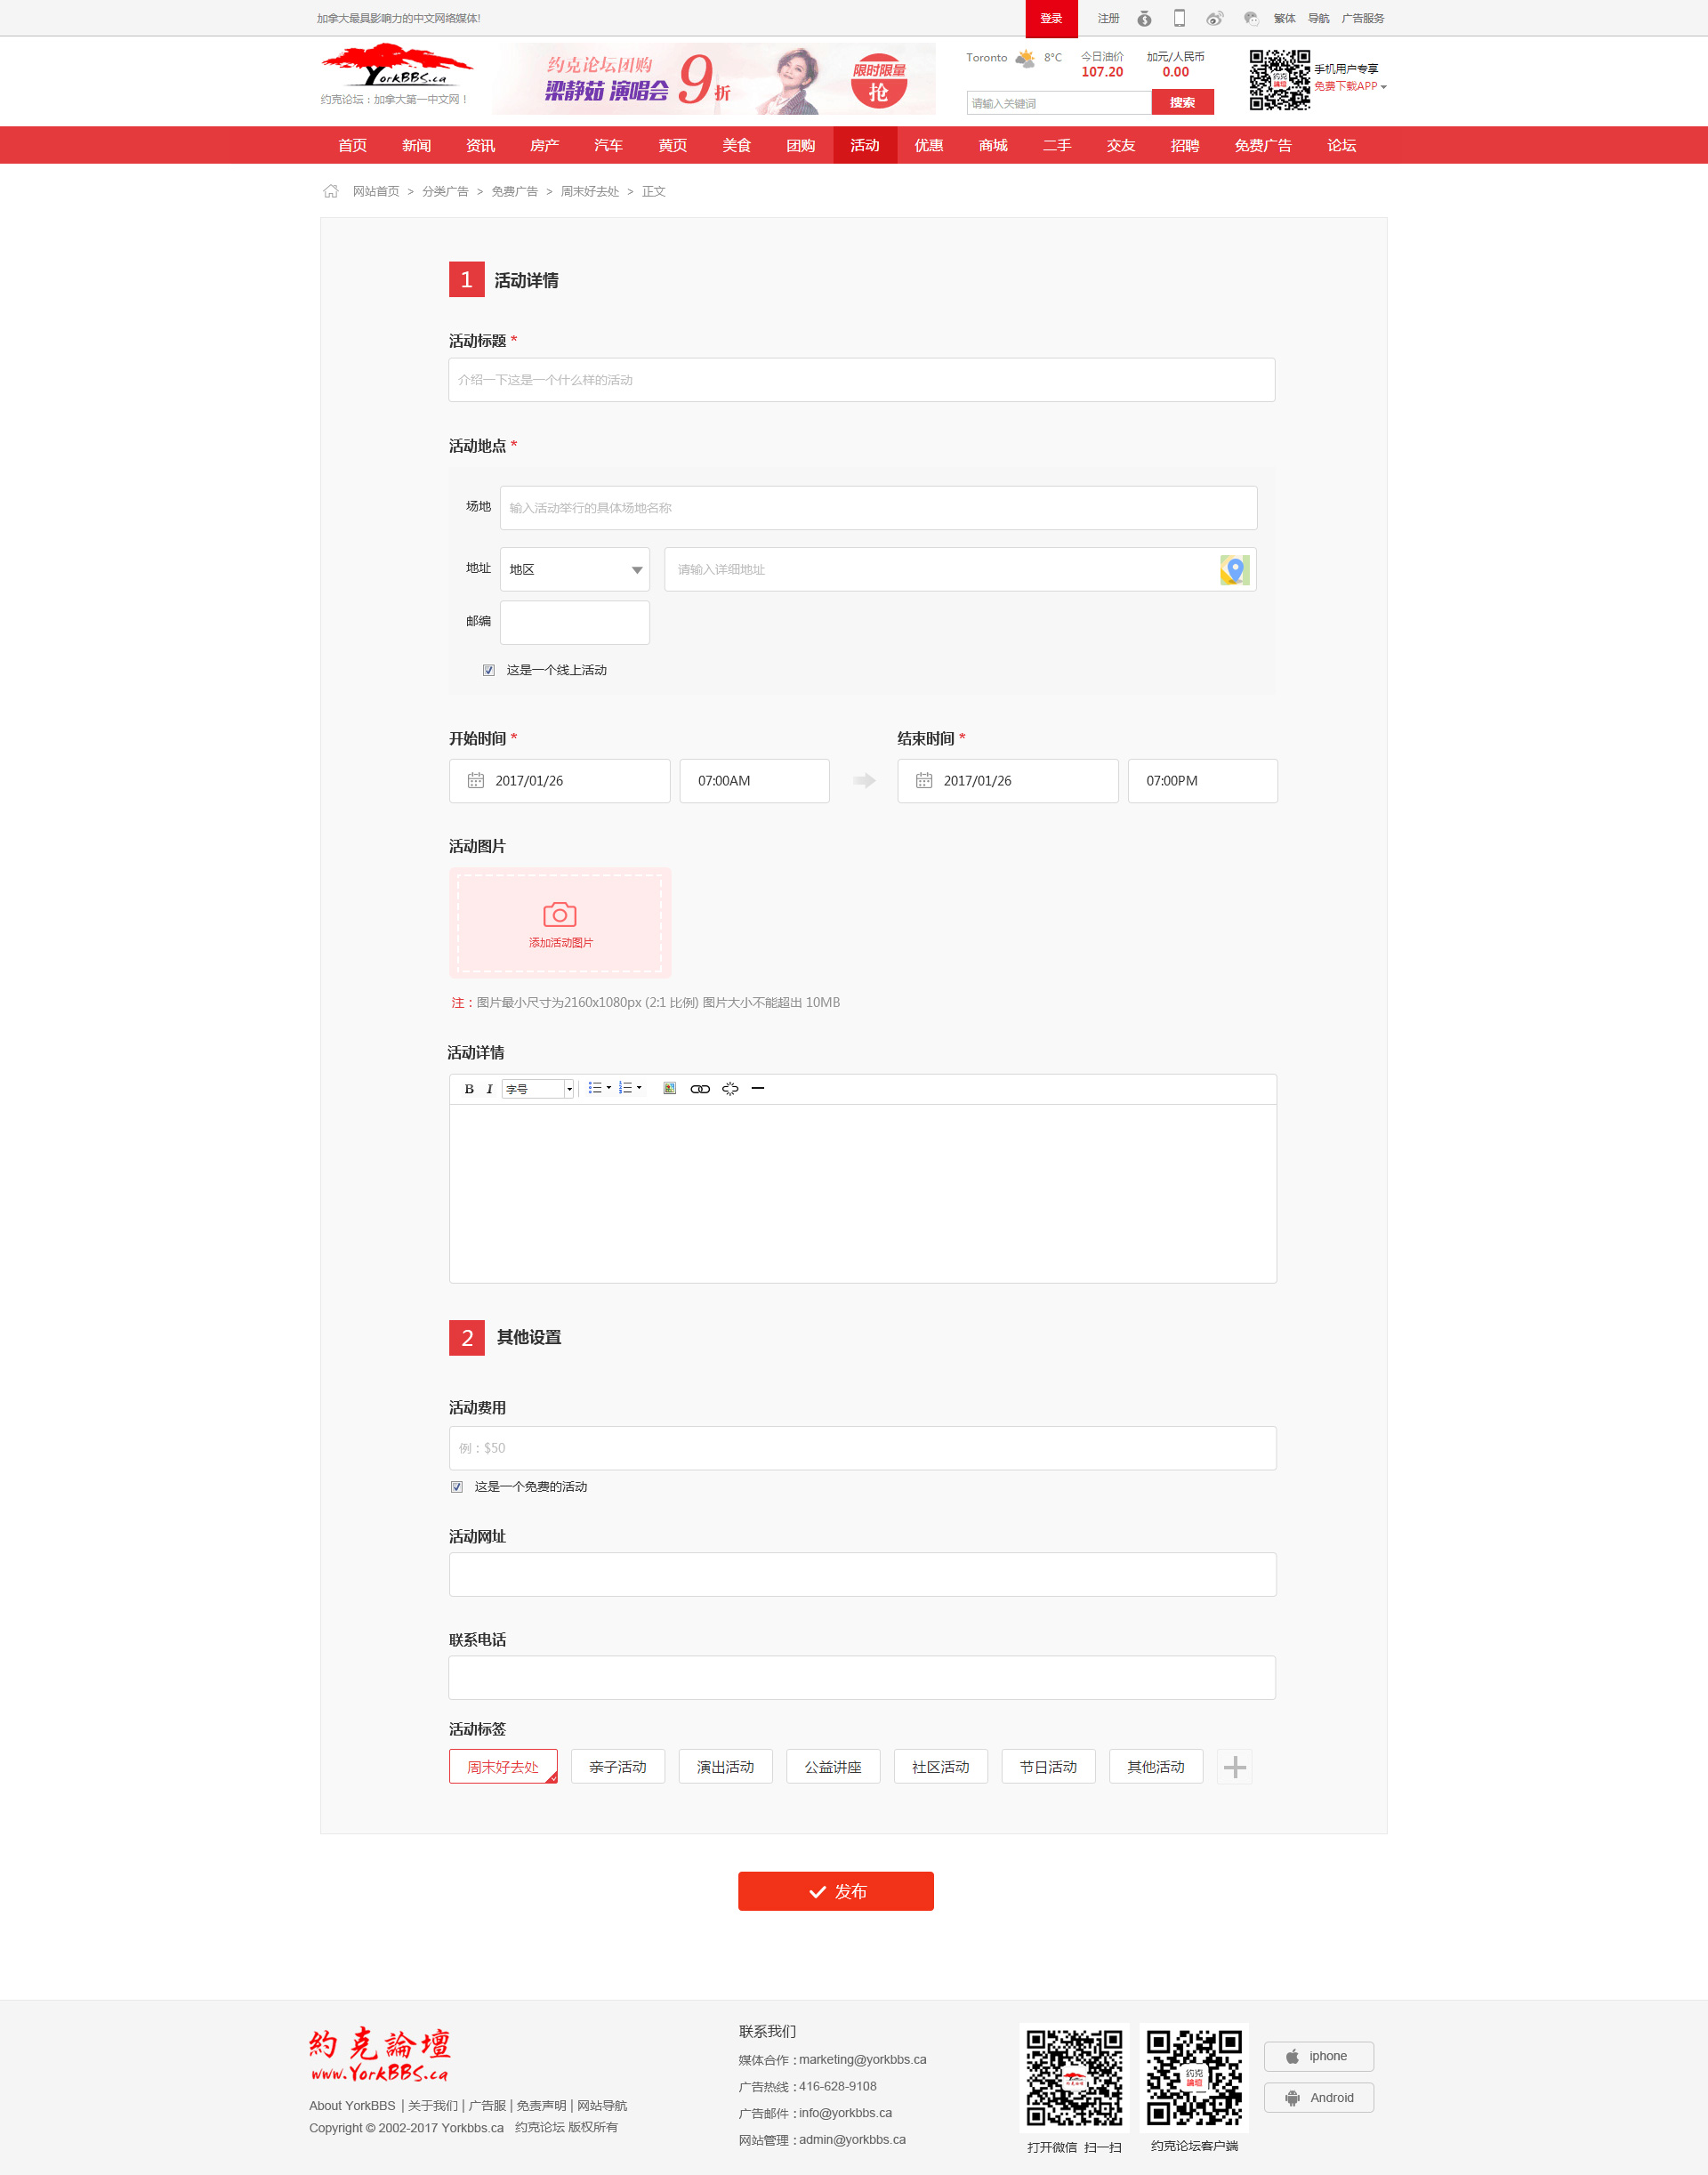 加拿大最具影响力的中文网络媒体!
登录 注册 繁体 导航 广告服务
YorkBBS.ca
约克论坛：加拿大第一中文网！
约克论坛团购
梁静茹 演唱会 9折
限时限量
抢
Toronto 8°C 今日油价 加元/人民币
107.20 0.00
请输入关键词 搜索
手机用户专享
免费下载APP
首页 新闻 资讯 房产 汽车 黄页 美食 团购 活动 优惠 商城 二手 交友 招聘 免费广告 论坛
网站首页 > 分类广告 > 免费广告 > 周末好去处 > 正文
1 活动详情
活动标题 *
介绍一下这是一个什么样的活动
活动地点 *
场地 输入活动举行的具体场地名称
地址 地区 请输入详细地址
邮编
这是一个线上活动
开始时间 * 结束时间 *
2017/01/26 07:00AM 2017/01/26 07:00PM
活动图片
添加活动图片
注：图片最小尺寸为2160x1080px (2:1 比例) 图片大小不能超出 10MB
活动详情
B I 字号
2 其他设置
活动费用
例：$50
这是一个免费的活动
活动网址
联系电话
活动标签
周末好去处 亲子活动 演出活动 公益讲座 社区活动 节日活动 其他活动
发布
約克論壇
www.YorkBBS.ca
About YorkBBS | 关于我们 | 广告服 | 免责声明 | 网站导航
Copyright © 2002-2017 Yorkbbs.ca 约克论坛 版权所有
联系我们
媒体合作 : marketing@yorkbbs.ca
广告热线 : 416-628-9108
广告邮件 : info@yorkbbs.ca
网站管理 : admin@yorkbbs.ca
打开微信 扫一扫
约克論壇
约克论坛客户端
iphone
Android